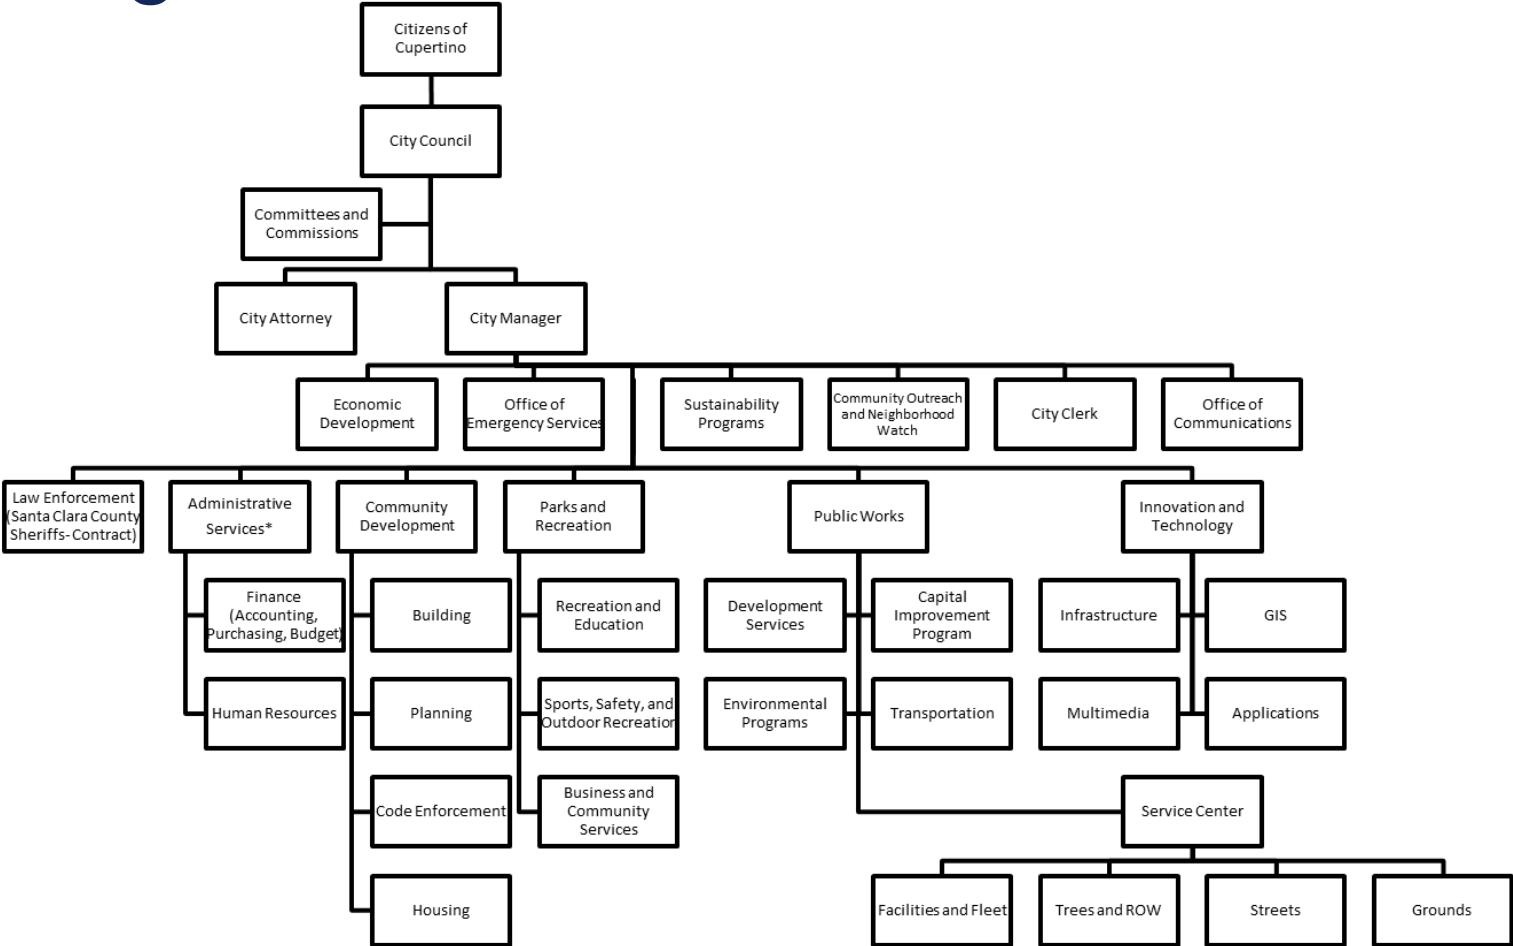 Citizens of
Cupertino
City Council
Committees and
Commissions
City Attorney
City Manager
Economic
Development
Office of
Emergency Services
Sustainability
Programs
Community Outreach
and Neighborhood
Watch
City Clerk
Office of
Communications
Law Enforcement
(Santa Clara County
Sheriffs- Contract)
Administrative
Services*
Community
Development
Parks and
Recreation
Public Works
Innovation and
Technology
Finance
(Accounting,
Purchasing, Budget)
Building
Recreation and
Education
Development
Services
Capital
Improvement
Program
Infrastructure
GIS
Human Resources
Planning
Sports, Safety, and
Outdoor Recreation
Environmental
Programs
Transportation
Multimedia
Applications
Code Enforcement
Business and
Community
Services
Service Center
Housing
Facilities and Fleet
Trees and ROW
Streets
Grounds